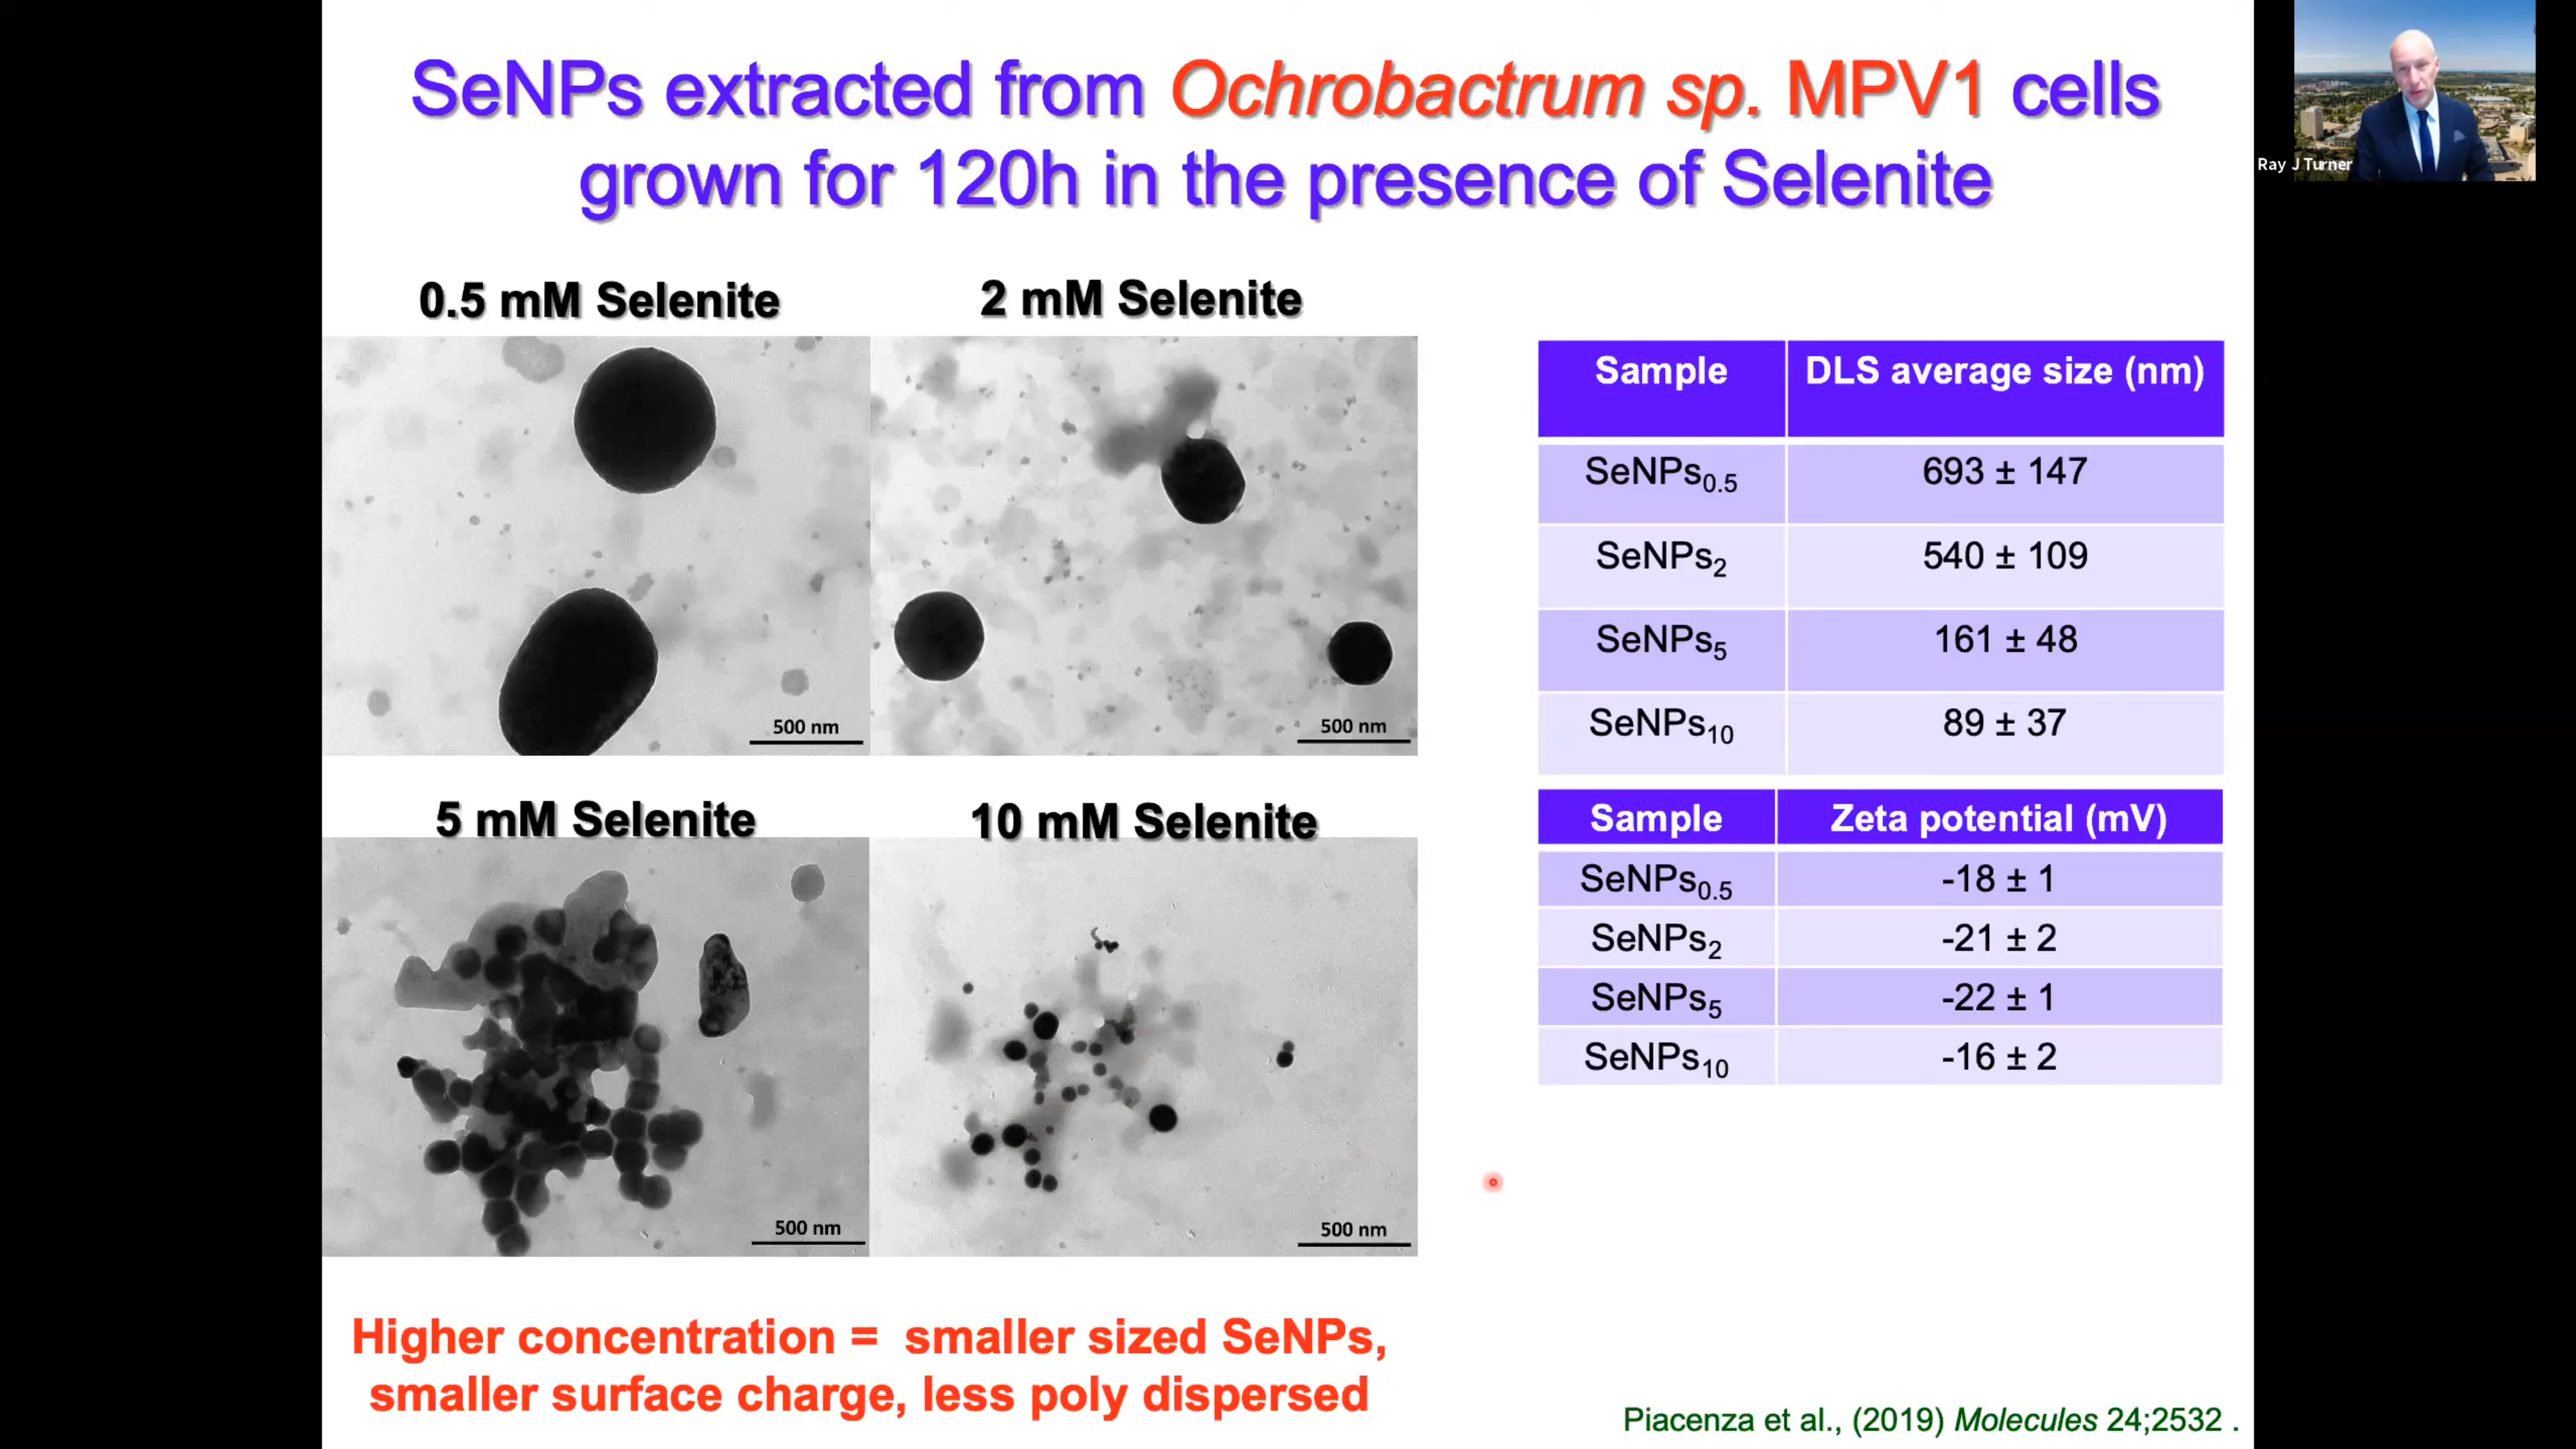 SeNPs extracted from Ochrobactrum sp. MPV1 cells
grown for 120h in the presence of Selenite
Ray J Turner
0.5 mM Selenite
2 mM Selenite
500 nm
500 nm
5 mM Selenite
10 mM Selenite
500 nm
500 nm
Higher concentration = smaller sized SeNPs,
smaller surface charge, less poly dispersed
Sample DLS average size (nm)
SeNPs0.5 693 ± 147
SeNPs2 540 ± 109
SeNPs5 161 ± 48
SeNPs10 89 ± 37
Sample Zeta potential (mV)
SeNPs0.5 -18 ± 1
SeNPs2 -21 ± 2
SeNPs5 -22 ± 1
SeNPs10 -16 ± 2
Piacenza et al., (2019) Molecules 24;2532 .